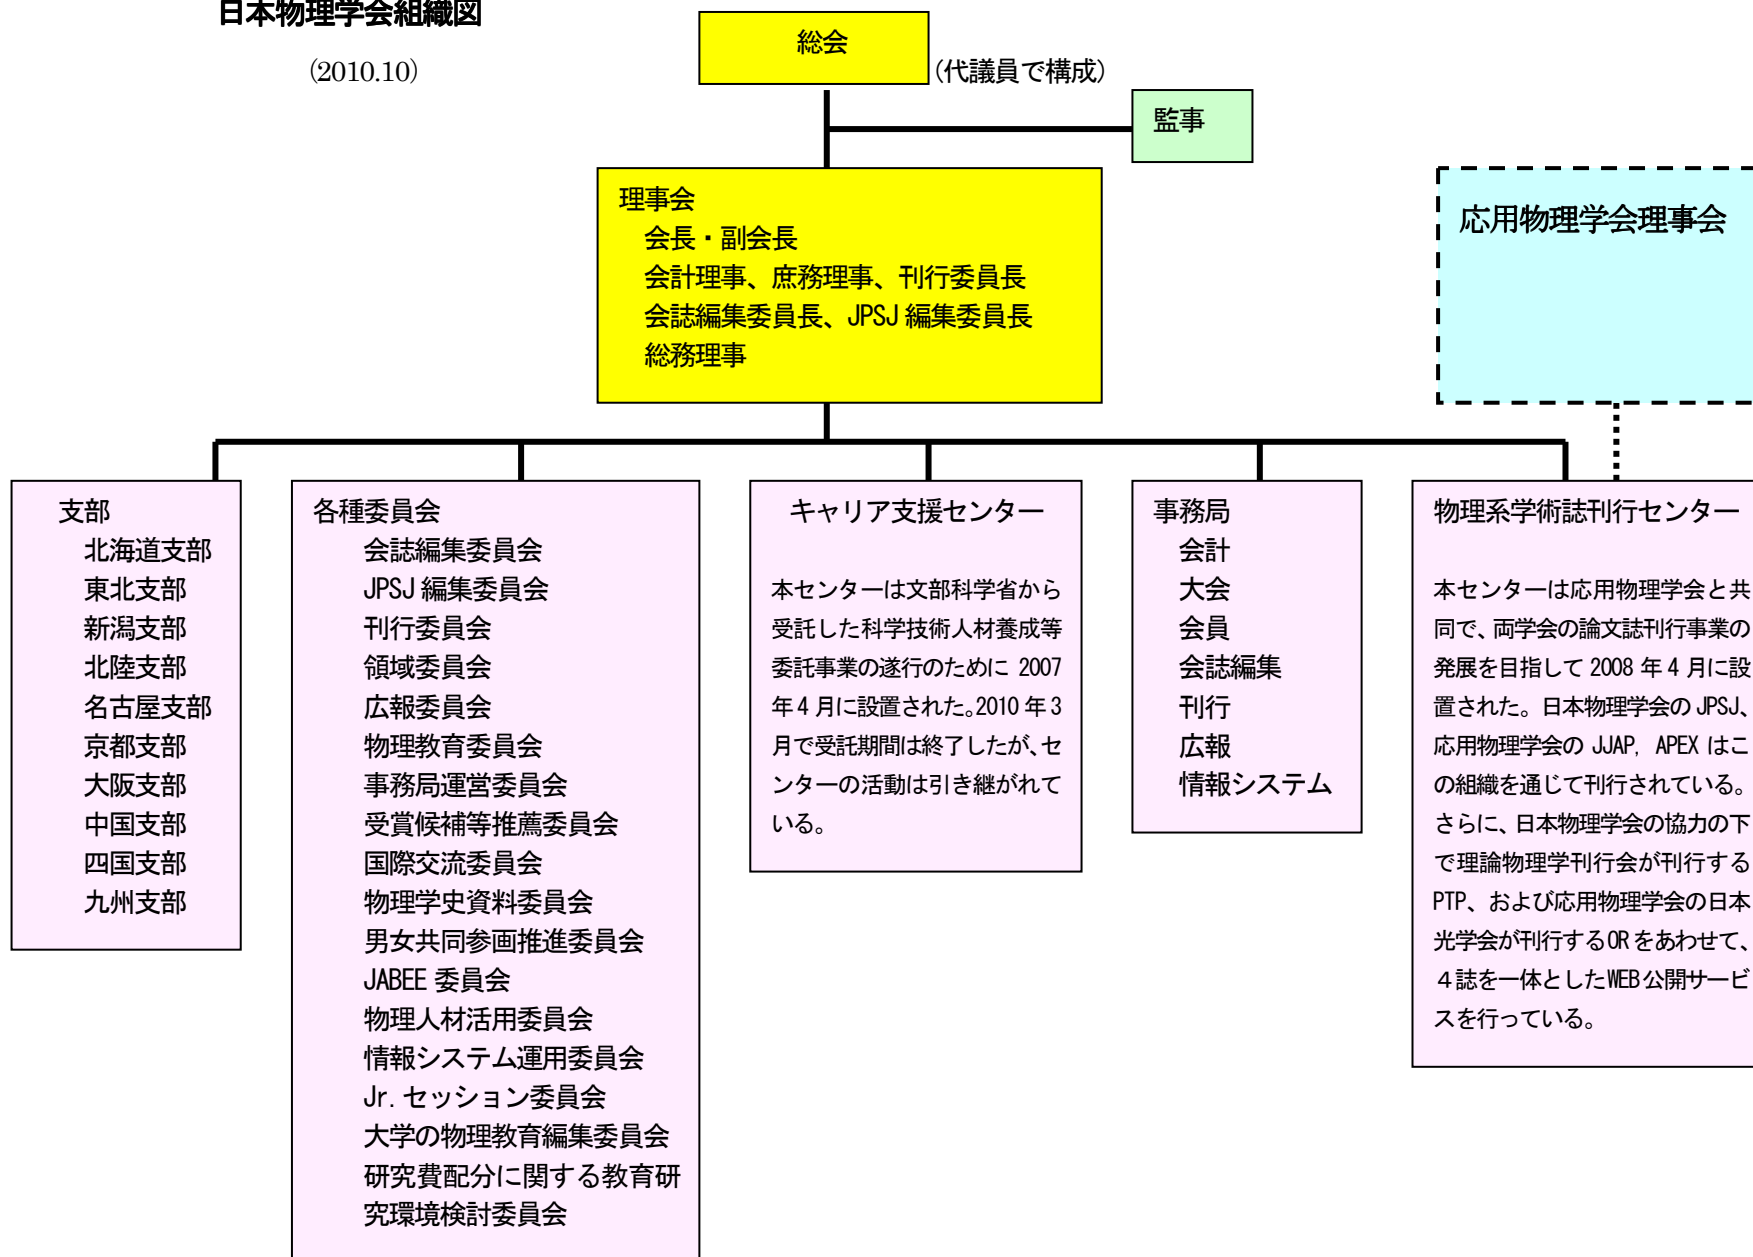 日本物理学会組織図
(2010.10)
総会
(代議員で構成)
監事
理事会
会長・副会長
会計理事、庶務理事、刊行委員長
会誌編集委員長、JPSJ 編集委員長
総務理事
応用物理学会理事会
支部
北海道支部
東北支部
新潟支部
北陸支部
名古屋支部
京都支部
大阪支部
中国支部
四国支部
九州支部
各種委員会
会誌編集委員会
JPSJ 編集委員会
刊行委員会
領域委員会
広報委員会
物理教育委員会
事務局運営委員会
受賞候補等推薦委員会
国際交流委員会
物理学史資料委員会
男女共同参画推進委員会
JABEE 委員会
物理人材活用委員会
情報システム運用委員会
Jr. セッション委員会
大学の物理教育編集委員会
研究費配分に関する教育研
究環境検討委員会
キャリア支援センター
本センターは文部科学省から
受託した科学技術人材養成等
委託事業の遂行のために 2007
年 4 月に設置された。2010 年 3
月で受託期間は終了したが、セ
ンターの活動は引き継がれて
いる。
事務局
会計
大会
会員
会誌編集
刊行
広報
情報システム
物理系学術誌刊行センター
本センターは応用物理学会と共
同で、両学会の論文誌刊行事業の
発展を目指して 2008 年 4 月に設
置された。日本物理学会の JPSJ、
応用物理学会の JJAP, APEX はこ
の組織を通じて刊行されている。
さらに、日本物理学会の協力の下
で理論物理学刊行会が刊行する
PTP、および応用物理学会の日本
光学会が刊行する OR をあわせて、
４誌を一体とした WEB 公開サービ
スを行っている。